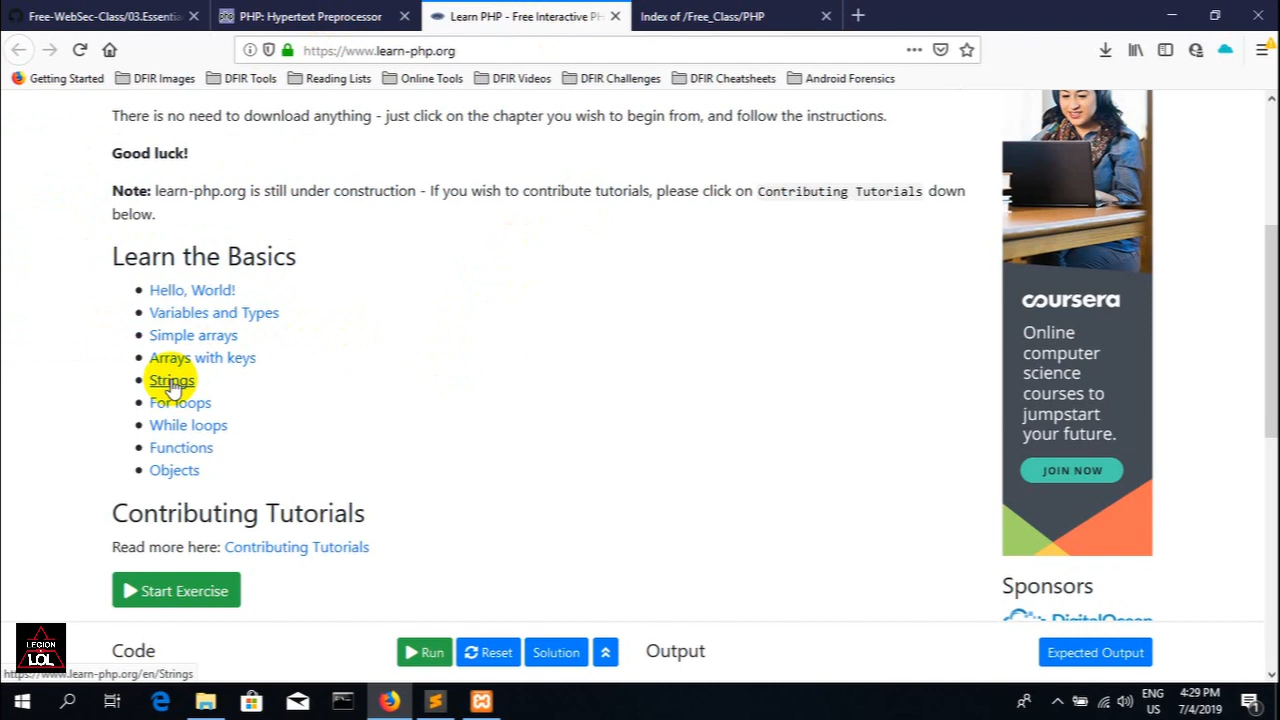 Free-WebSec-Class/03.Essentia
PHP: Hypertext Preprocessor
Learn PHP - Free Interactive PH
Index of /Free_Class/PHP
https://www.learn-php.org
Getting Started
DFIR Images
DFIR Tools
Reading Lists
Online Tools
DFIR Videos
DFIR Challenges
DFIR Cheatsheets
Android Forensics
There is no need to download anything - just click on the chapter you wish to begin from, and follow the instructions.
Good luck!
Note: learn-php.org is still under construction - If you wish to contribute tutorials, please click on Contributing Tutorials down
below.
Learn the Basics
Hello, World!
Variables and Types
Simple arrays
Arrays with keys
Strings
For loops
While loops
Functions
Objects
Contributing Tutorials
Read more here: Contributing Tutorials
Start Exercise
coursera
Online
computer
science
courses to
jumpstart
your future.
JOIN NOW
Sponsors
DigitalOcean
Code
Run
Reset
Solution
Output
Expected Output
LEGION
LOL
https://www.learn-php.org/en/Strings
ENG
US
4:29 PM
7/4/2019
1